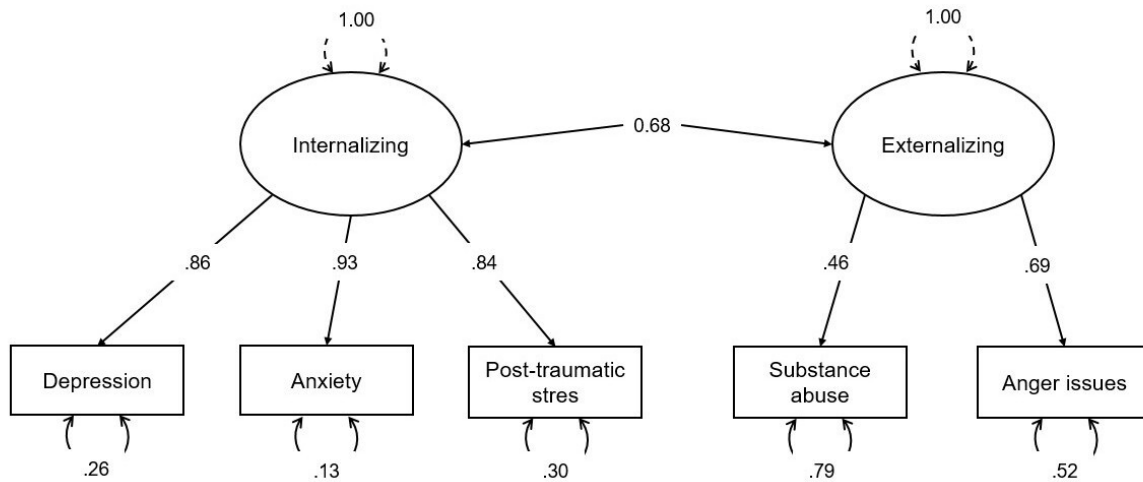 1.00
1.00
0.68
Internalizing
Externalizing
.86
.93
.84
.46
.69
Depression
Anxiety
Post-traumatic
stres
Substance
abuse
Anger issues
.26
.13
.30
.79
.52